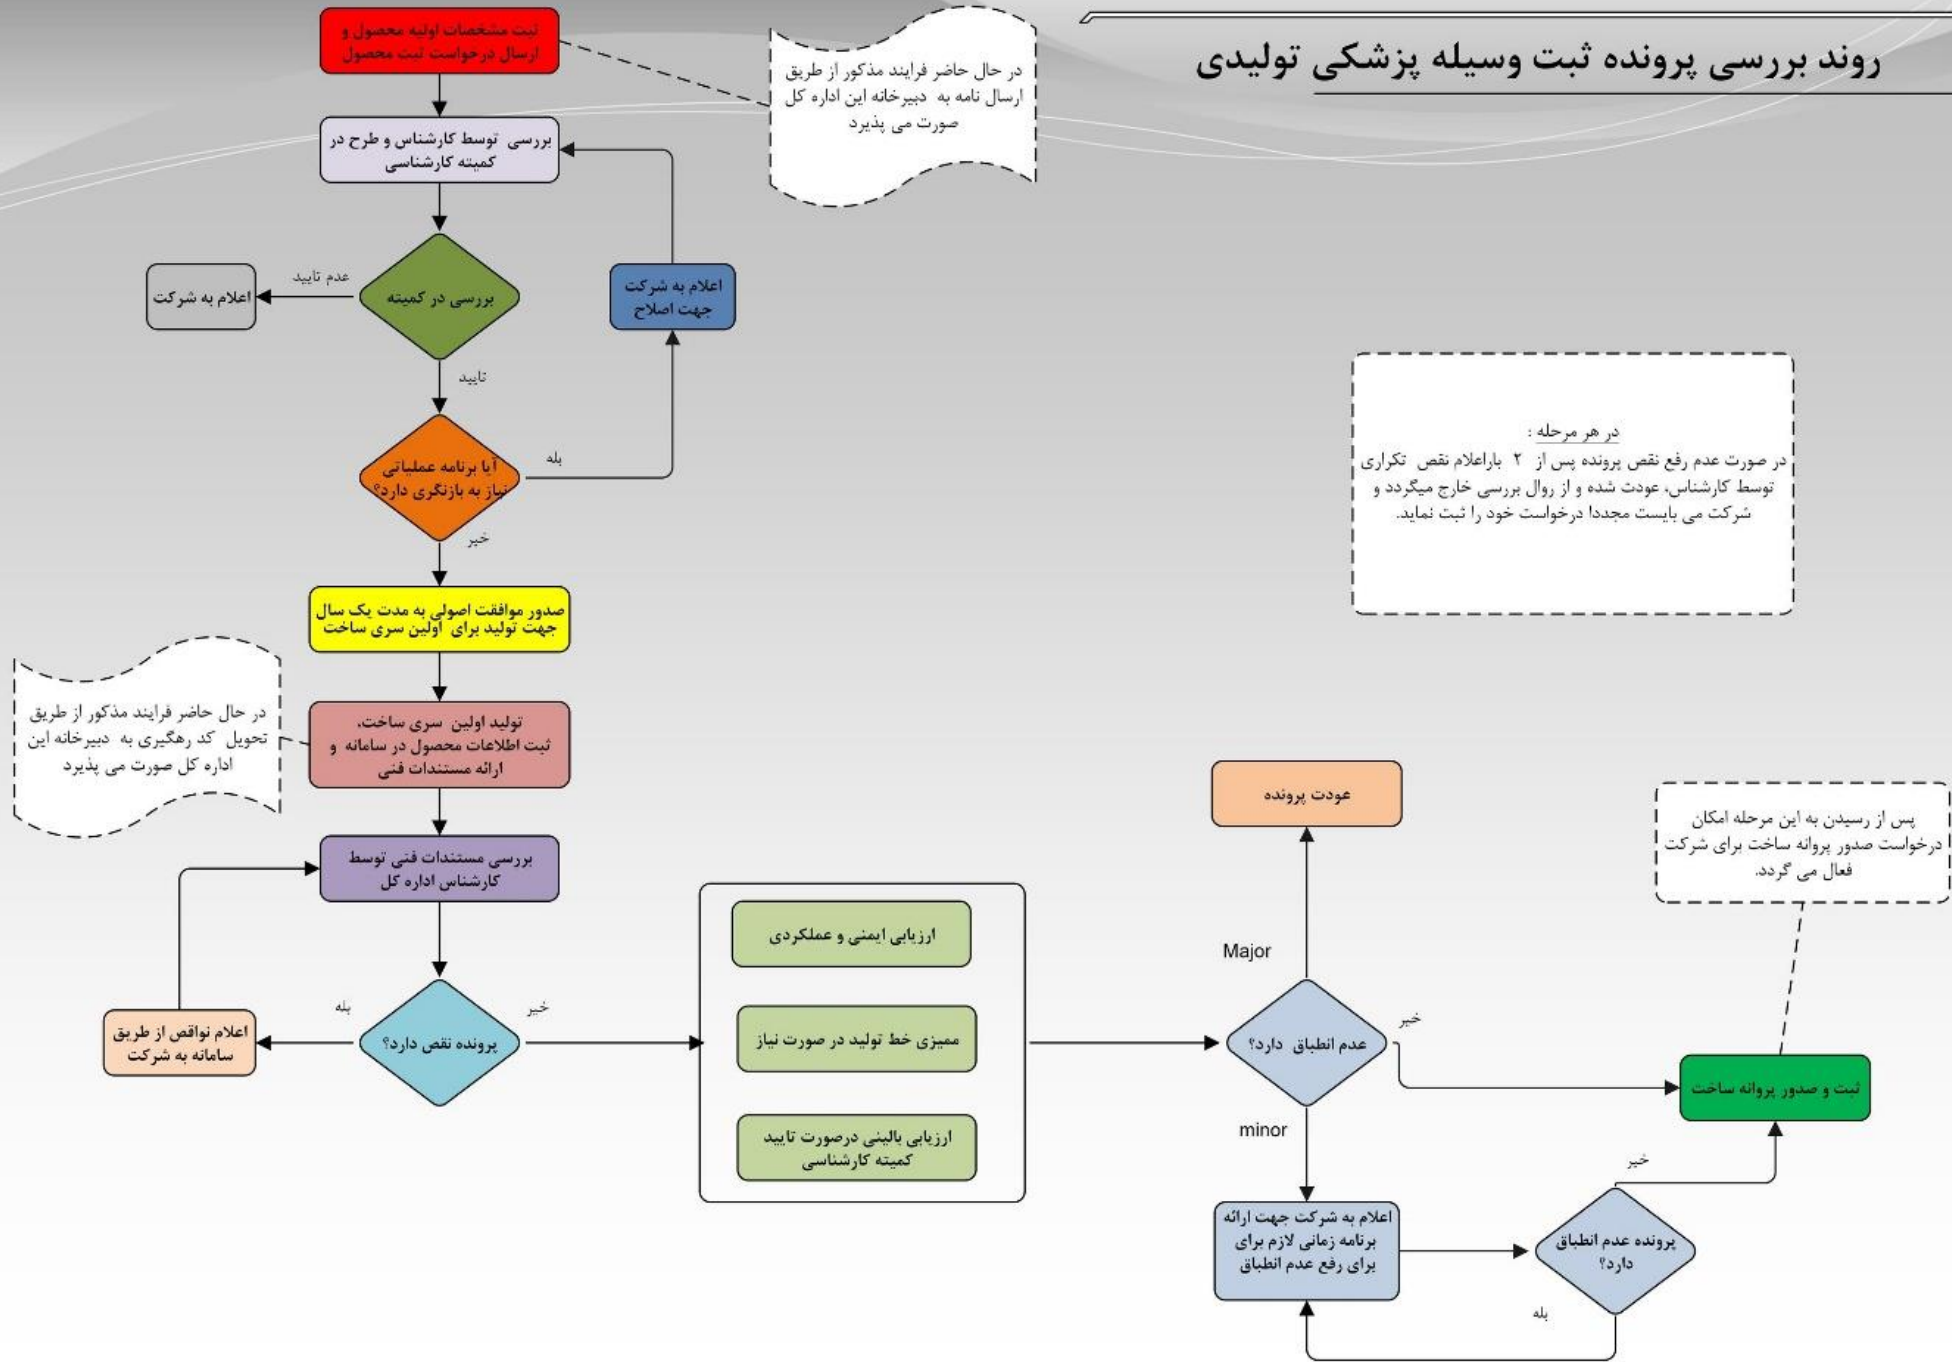 روند بررسی پرونده ثبت وسیله پزشکی تولیدی
ثبت مشخصات اولیه محصول و
ارسال درخواست ثبت محصول
در حال حاضر فرایند مذکور از طریق
ارسال نامه به دبیرخانه این اداره کل
صورت می پذیرد
بررسی توسط کارشناس و طرح در
کمیته کارشناسی
بررسی در کمیته
عدم تایید
اعلام به شرکت
اعلام به شرکت
جهت اصلاح
تایید
آیا برنامه عملیاتی
نیاز به بازنگری دارد؟
بله
خیر
در هر مرحله :
در صورت عدم رفع نقص پرونده پس از ۲ باراعلام نقص تکراری
توسط کارشناس، عودت شده و از روال بررسی خارج میگردد و
شرکت می بایست مجددا درخواست خود را ثبت نماید.
صدور موافقت اصولی به مدت یک سال
جهت تولید برای اولین سری ساخت
تولید اولین سری ساخت،
ثبت اطلاعات محصول در سامانه و
ارائه مستندات فنی
در حال حاضر فرایند مذکور از طریق
تحویل کد رهگیری به دبیرخانه این
اداره کل صورت می پذیرد
بررسی مستندات فنی توسط
کارشناس اداره کل
پرونده نقص دارد؟
بله
اعلام نواقص از طریق
سامانه به شرکت
خیر
ارزیابی ایمنی و عملکردی
ممیزی خط تولید در صورت نیاز
ارزیابی بالینی درصورت تایید
کمیته کارشناسی
عودت پرونده
Major
عدم انطباق دارد؟
خیر
minor
پس از رسیدن به این مرحله امکان
درخواست صدور پروانه ساخت برای شرکت
فعال می گردد.
ثبت و صدور پروانه ساخت
اعلام به شرکت جهت ارائه
برنامه زمانی لازم برای
برای رفع عدم انطباق
پرونده عدم انطباق
دارد؟
خیر
بله